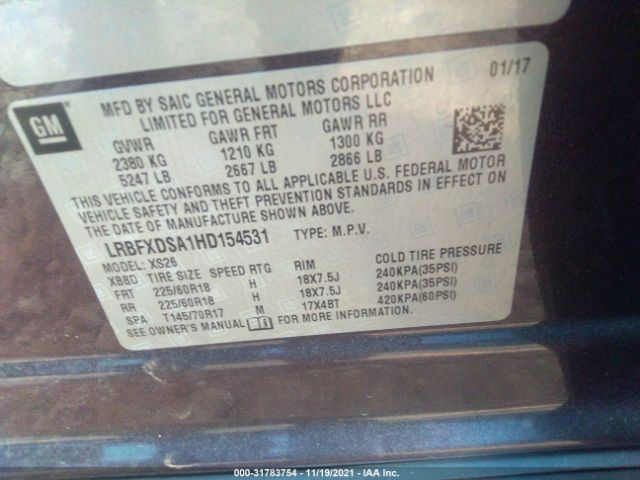 GM
MFD BY SAIC GENERAL MOTORS CORPORATION 01/17
LIMITED FOR GENERAL MOTORS LLC
GVWR GAWR FRT GAWR RR
2380 KG 1210 KG 1300 KG
5247 LB 2667 LB 2866 LB
THIS VEHICLE CONFORMS TO ALL APPLICABLE U.S. FEDERAL MOTOR
VEHICLE SAFETY AND THEFT PREVENTION STANDARDS IN EFFECT ON
THE DATE OF MANUFACTURE SHOWN ABOVE.
LRBFXDSA1HD154531 TYPE: M.P.V.
MODEL: XS26
XBBD TIRE SIZE SPEED RTG RIM COLD TIRE PRESSURE
FRT 225/60R18 H 18X7.5J 240KPA(35PSI)
RR 225/60R18 H 18X7.5J 240KPA(35PSI)
SPA T145/70R17 M 17X4BT 420KPA(60PSI)
SEE OWNER'S MANUAL FOR MORE INFORMATION.
000-31783754 - 11/19/2021 - IAA Inc.